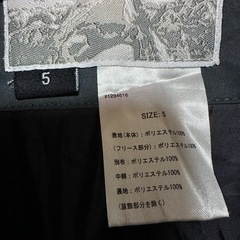 5
#1234616
SIZE: S
表地(本体):ポリエステル100%
(フリース部分):ポリエステル100%
別布:ポリエステル100%
中綿:ポリエステル100%
裏地:ポリエステル100%
(装飾部分は除く)